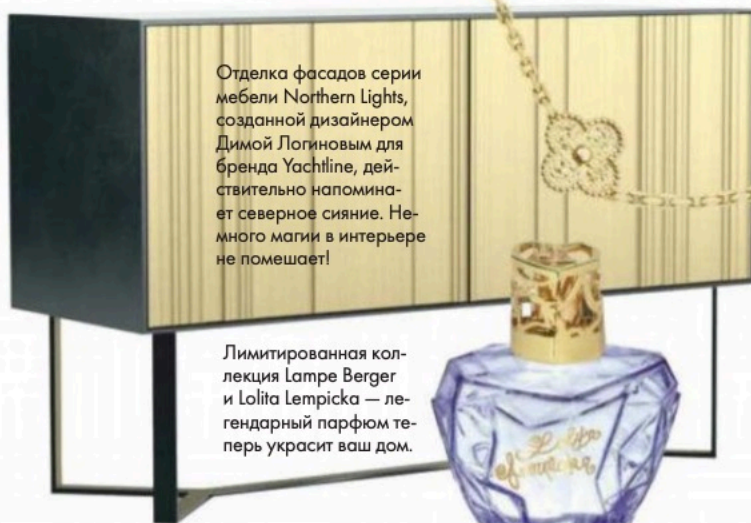 Отделка фасадов серии
мебели Northern Lights,
созданной дизайнером
Димой Логиновым для
бренда Yachtline, дей-
ствительно напомина-
ет северное сияние. Не-
много магии в интерьере
не помешает!
Лимитированная кол-
лекция Lampe Berger
и Lolita Lempicka — ле-
гендарный парфюм те-
перь украсит ваш дом.
Lolita
Lempicka